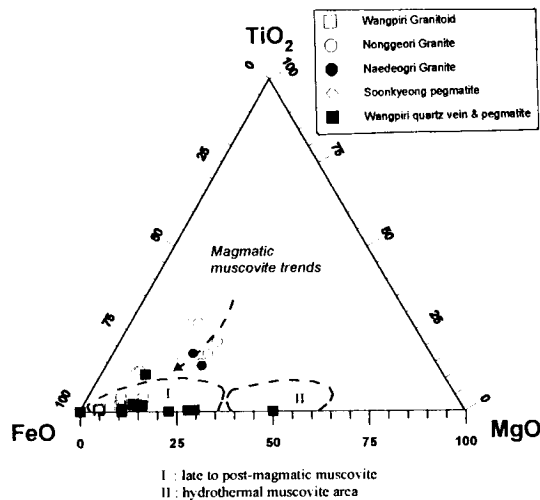 Wangpiri Granitoid
Nonggeori Granite
Naedeogri Granite
Soonkyeong pegmatite
Wangpiri quartz vein & pegmatite
TiO2
0
100
25
75
50
50
Magmatic
muscovite trends
75
25
100
I
II
0
FeO
MgO
0
25
50
75
100
I : late to post-magmatic muscovite
II : hydrothermal muscovite area